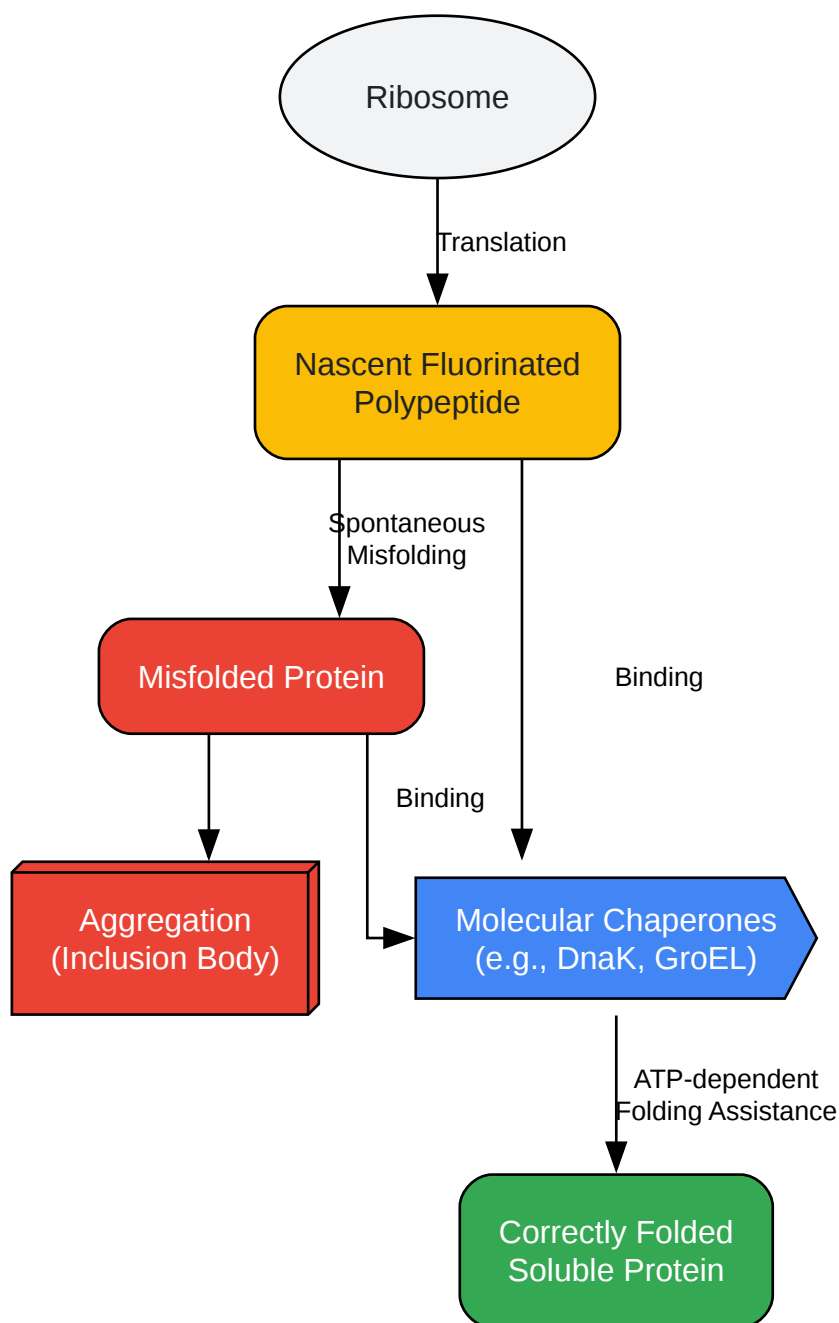 Ribosome
Translation
Nascent Fluorinated
Polypeptide
Spontaneous
Misfolding
Misfolded Protein
Binding
Binding
Aggregation
(Inclusion Body)
Molecular Chaperones
(e.g., DnaK, GroEL)
ATP-dependent
Folding Assistance
Correctly Folded
Soluble Protein